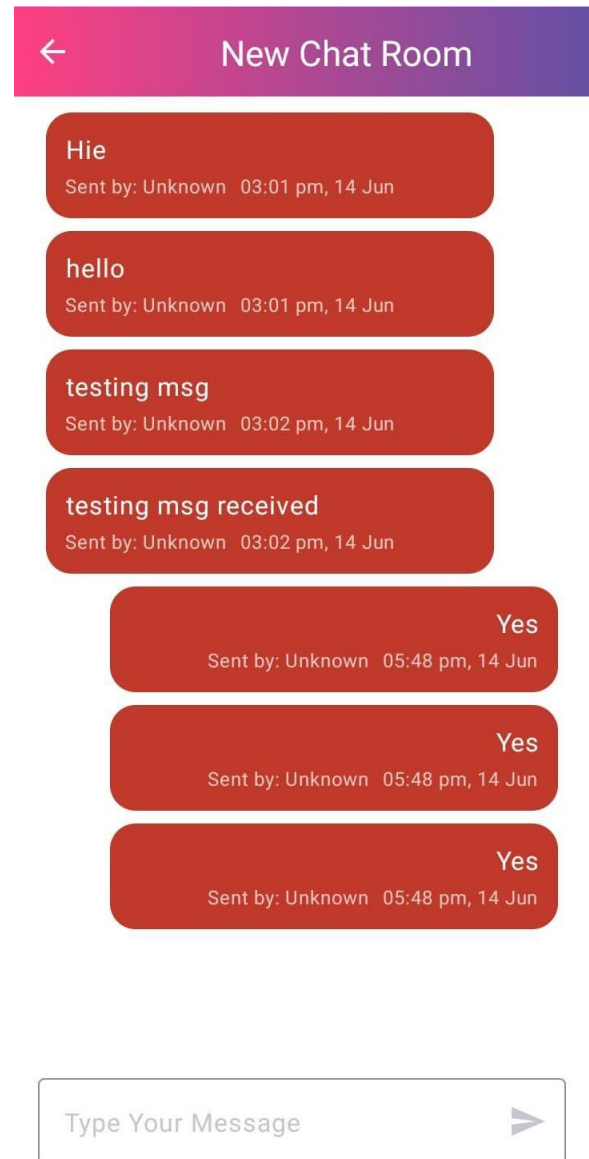 New Chat Room
Hie
Sent by: Unknown 03:01 pm, 14 Jun
hello
Sent by: Unknown 03:01 pm, 14 Jun
testing msg
Sent by: Unknown 03:02 pm, 14 Jun
testing msg received
Sent by: Unknown 03:02 pm, 14 Jun
Yes
Sent by: Unknown 05:48 pm, 14 Jun
Yes
Sent by: Unknown 05:48 pm, 14 Jun
Yes
Sent by: Unknown 05:48 pm, 14 Jun
Type Your Message